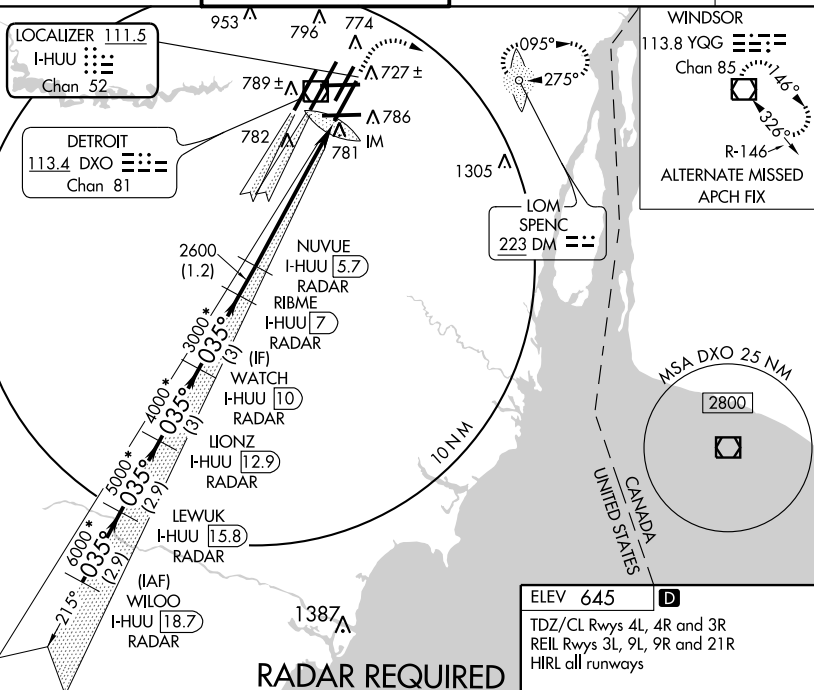 LOCALIZER 111.5
I-HUU
Chan 52
953
796
774
727 ±
789 ±
786
782
781
IM
DETROIT
113.4 DXO
Chan 81
1305
095°
275°
LOM
SPENC
223 DM
WINDSOR
113.8 YQG
Chan 85
146°
326°
R-146
ALTERNATE MISSED
APCH FIX
2600
(1.2)
NUVUE
I-HUU 5.7
RADAR
RIBME
I-HUU 7
RADAR
3000*
035°
(3)
(IF)
WATCH
I-HUU 10
RADAR
4000*
035°
(3)
LIONZ
I-HUU 12.9
RADAR
5000*
035°
(2.9)
LEWUK
I-HUU 15.8
RADAR
6000*
035°
(2.9)
(IAF)
WILOO
I-HUU 18.7
RADAR
215°
10 NM
MSA DXO 25 NM
2800
CANADA
UNITED STATES
1387
RADAR REQUIRED
ELEV 645 D
TDZ/CL Rwys 4L, 4R and 3R
REIL Rwys 3L, 9L, 9R and 21R
HIRL all runways